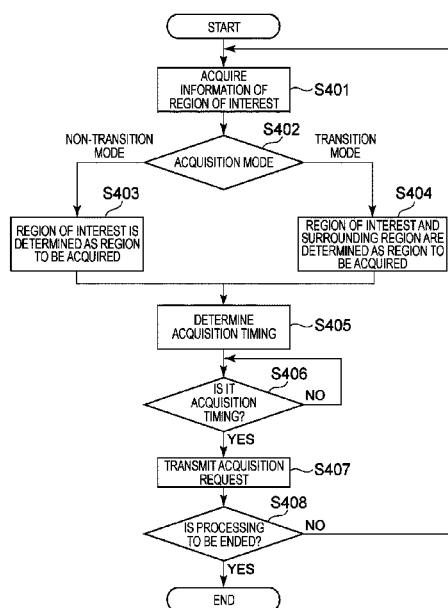 START
ACQUIRE
INFORMATION OF
REGION OF INTEREST
S401
S402
NON-TRANSITION
MODE
ACQUISITION MODE
TRANSITION
MODE
S403
REGION OF INTEREST IS
DETERMINED AS REGION
TO BE ACQUIRED
S404
REGION OF INTEREST AND
SURROUNDING REGION ARE
DETERMINED AS REGION TO
BE ACQUIRED
DETERMINE
ACQUISITION TIMING
S405
S406
IS IT
ACQUISITION
TIMING?
NO
YES
TRANSMIT ACQUISITION
REQUEST
S407
S408
IS PROCESSING
TO BE ENDED?
NO
YES
END